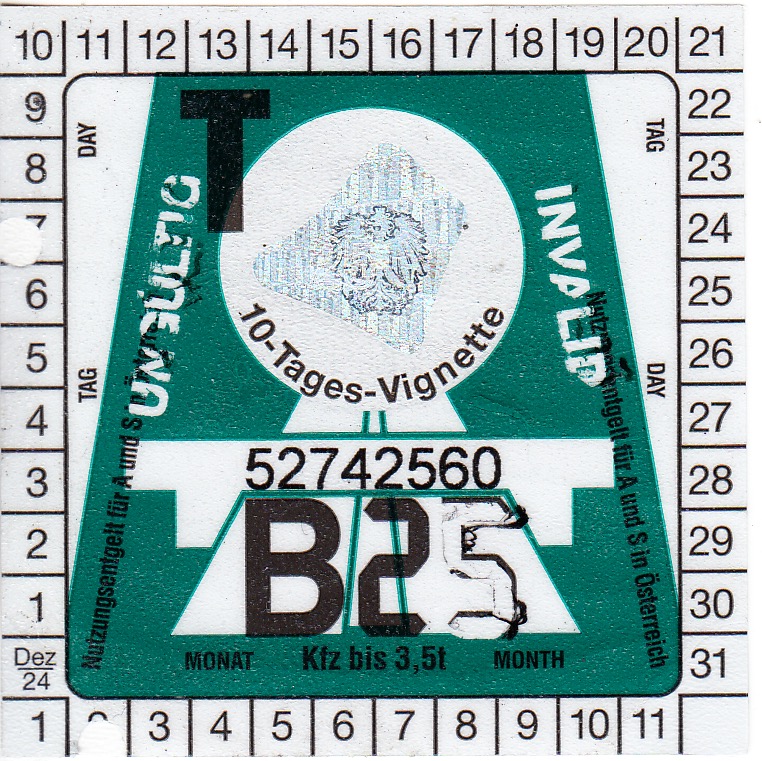 10 11 12 13 14 15 16 17 18 19 20 21
9 22
8 23
24
6 25
5 26
4 27
3 28
2 29
1 30
Dez
24
31
1 3 4 5 6 7 8 9 10 11
DAY
TAG
TAG
DAY
T
UNGÜLTIG
INVALID
10-Tages-Vignette
52742560
B25
MONAT Kfz bis 3,5t MONTH
Nutzungsentgelt für A und S in
Nutzungsentgelt für A und S in Österreich